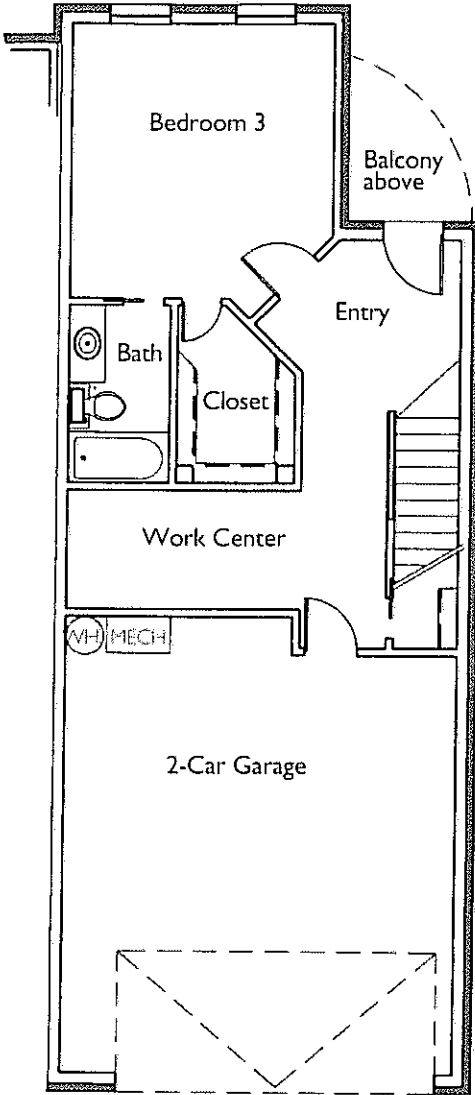 Bedroom 3
Balcony
above
Entry
Bath
Closet
Work Center
WH
MECH
2-Car Garage